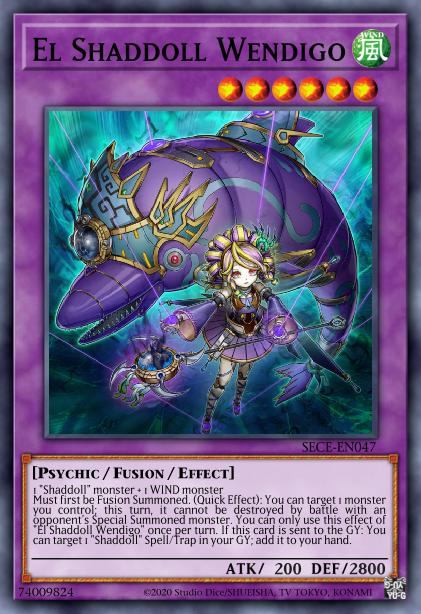 El Shaddoll Wendigo
WIND
風
SECE-EN047
[Psychic / Fusion / Effect]
1 "Shaddoll" monster + 1 WIND monster
Must first be Fusion Summoned. (Quick Effect): You can target 1 monster
you control; this turn, it cannot be destroyed by battle with an
opponent's Special Summoned monster. You can only use this effect of
"El Shaddoll Wendigo" once per turn. If this card is sent to the GY: You
can target 1 "Shaddoll" Spell/Trap in your GY; add it to your hand.
ATK/ 200 DEF/2800
74009824
©2020 Studio Dice/SHUEISHA, TV TOKYO, KONAMI